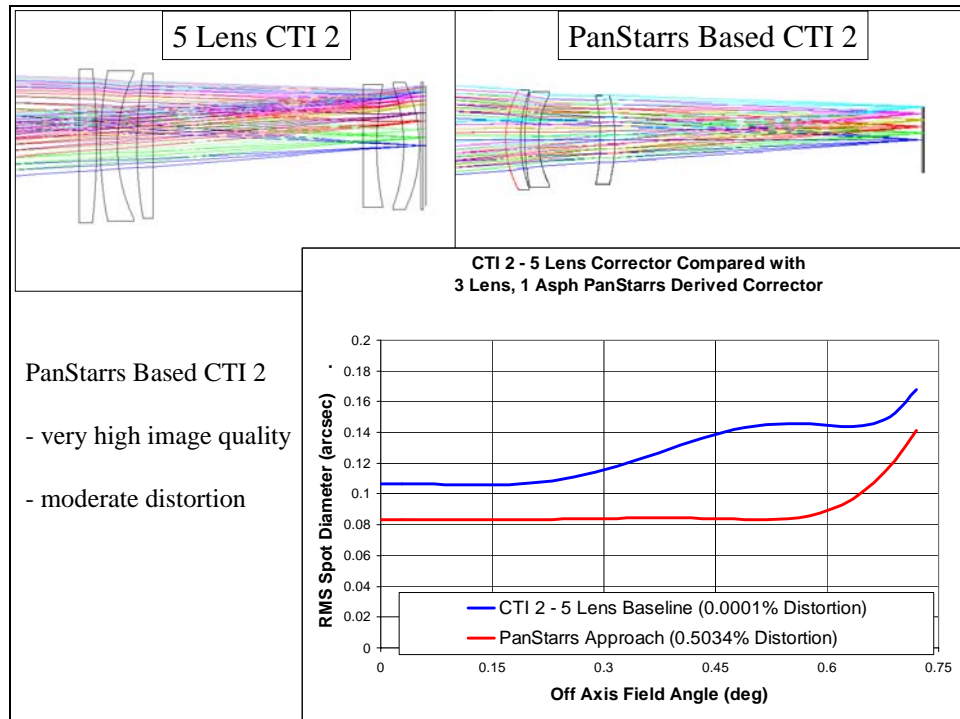 5 Lens CTI 2
PanStarrs Based CTI 2
PanStarrs Based CTI 2
- very high image quality
- moderate distortion
CTI 2 - 5 Lens Corrector Compared with
3 Lens, 1 Asph PanStarrs Derived Corrector
.
RMS Spot Diameter (arcsec)
0.2
0.18
0.16
0.14
0.12
0.1
0.08
0.06
0.04
0.02
0
CTI 2 - 5 Lens Baseline (0.0001% Distortion)
PanStarrs Approach (0.5034% Distortion)
0
0.15
0.3
0.45
0.6
0.75
Off Axis Field Angle (deg)